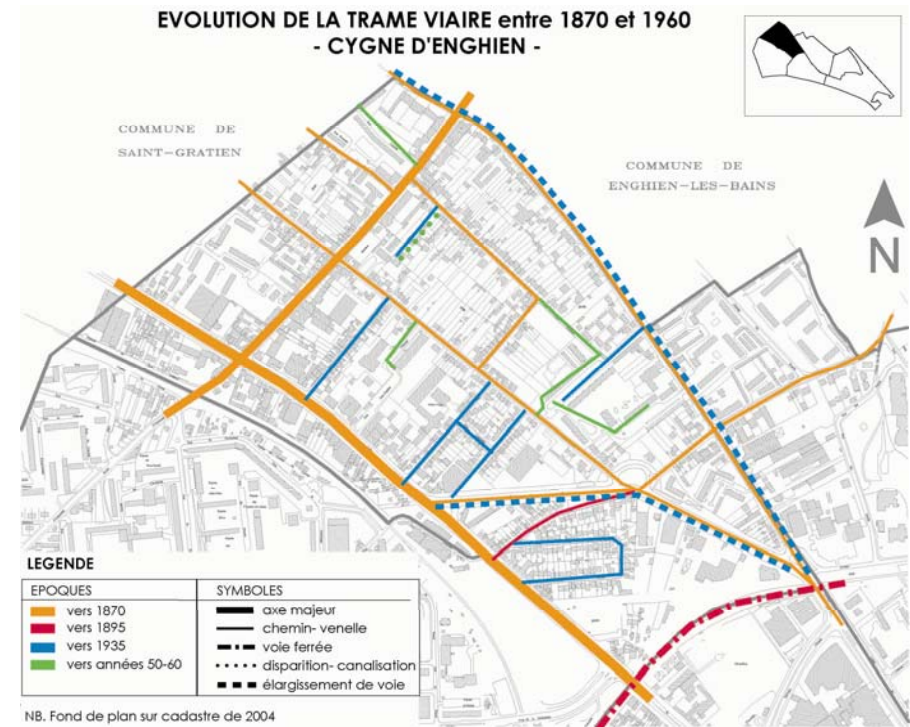 EVOLUTION DE LA TRAME VIAIRE entre 1870 et 1960
- CYGNE D'ENGHIEN -
COMMUNE DE
SAINT-GRATIEN
COMMUNE DE
ENGHIEN-LES-BAINS
N
LEGENDE
EPOQUES
vers 1870
vers 1895
vers 1935
vers années 50-60
SYMBOLES
axe majeur
chemin- venelle
voie ferrée
disparition- canalisation
élargissement de voie
NB. Fond de plan sur cadastre de 2004